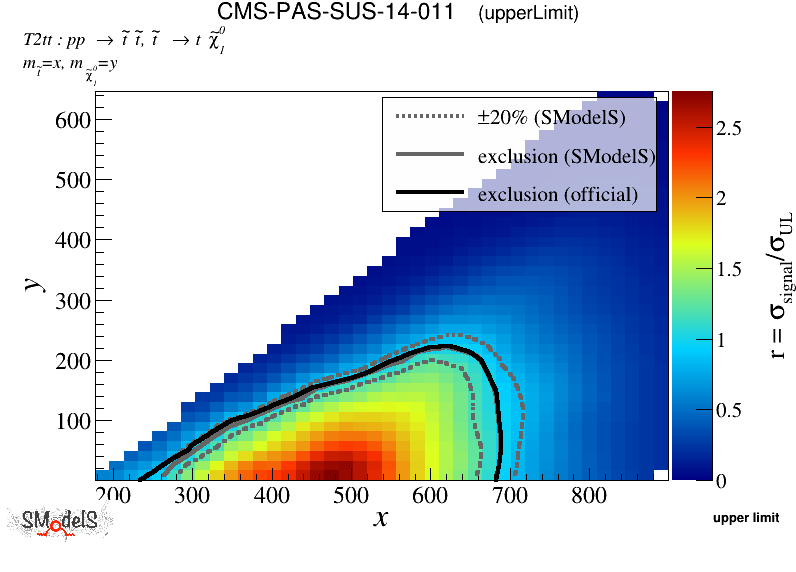 CMS-PAS-SUS-14-011 (upperLimit)
T2tt : pp → t̃ t̃, t̃ → t χ̃⁰₁
m_t̃=x, m_χ̃⁰₁=y
±20% (SModelS)
exclusion (SModelS)
exclusion (official)
600
500
400
300
200
100
y
200 300 400 500 600 700 800
x
2.5
2
1.5
1
0.5
0
r = σ_signal/σ_UL
SModelS
upper limit